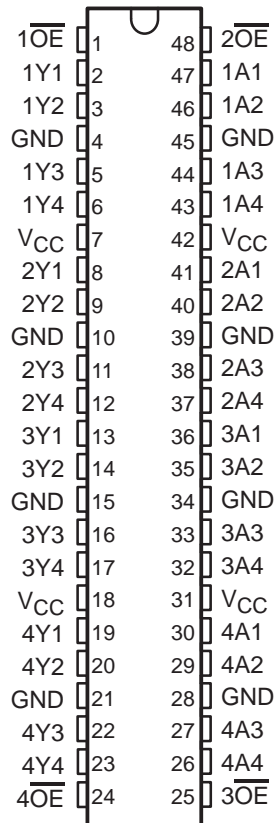 1O̅E̅ 1 48 2O̅E̅
1Y1 2 47 1A1
1Y2 3 46 1A2
GND 4 45 GND
1Y3 5 44 1A3
1Y4 6 43 1A4
VCC 7 42 VCC
2Y1 8 41 2A1
2Y2 9 40 2A2
GND 10 39 GND
2Y3 11 38 2A3
2Y4 12 37 2A4
3Y1 13 36 3A1
3Y2 14 35 3A2
GND 15 34 GND
3Y3 16 33 3A3
3Y4 17 32 3A4
VCC 18 31 VCC
4Y1 19 30 4A1
4Y2 20 29 4A2
GND 21 28 GND
4Y3 22 27 4A3
4Y4 23 26 4A4
4O̅E̅ 24 25 3O̅E̅